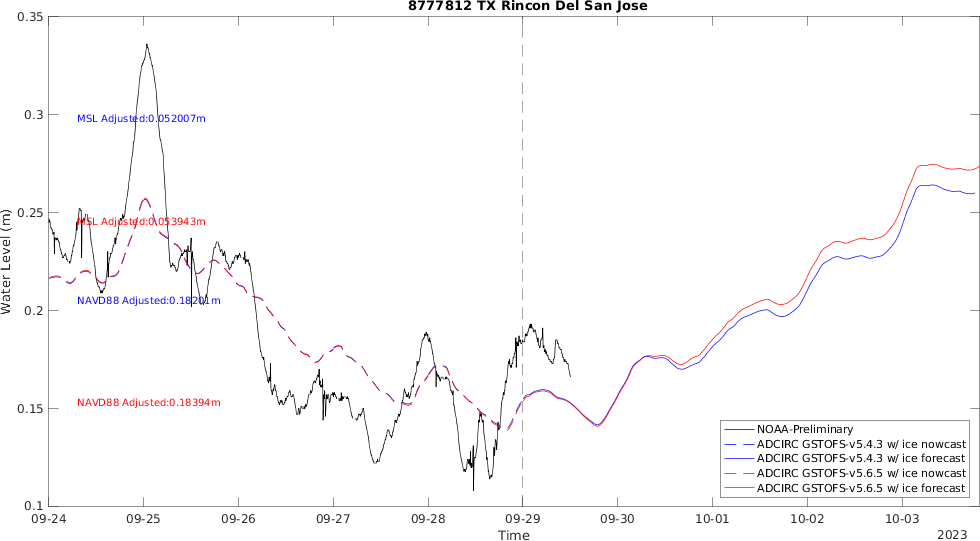 8777812 TX Rincon Del San Jose
0.35
0.3
0.25
0.2
0.15
0.1
Water Level (m)
MSL Adjusted:0.052007m
MSL Adjusted:0.053943m
NAVD88 Adjusted:0.18201m
NAVD88 Adjusted:0.18394m
NOAA-Preliminary
ADCIRC GSTOFS-v5.4.3 w/ ice nowcast
ADCIRC GSTOFS-v5.4.3 w/ ice forecast
ADCIRC GSTOFS-v5.6.5 w/ ice nowcast
ADCIRC GSTOFS-v5.6.5 w/ ice forecast
09-24 09-25 09-26 09-27 09-28 09-29 09-30 10-01 10-02 10-03
Time
2023